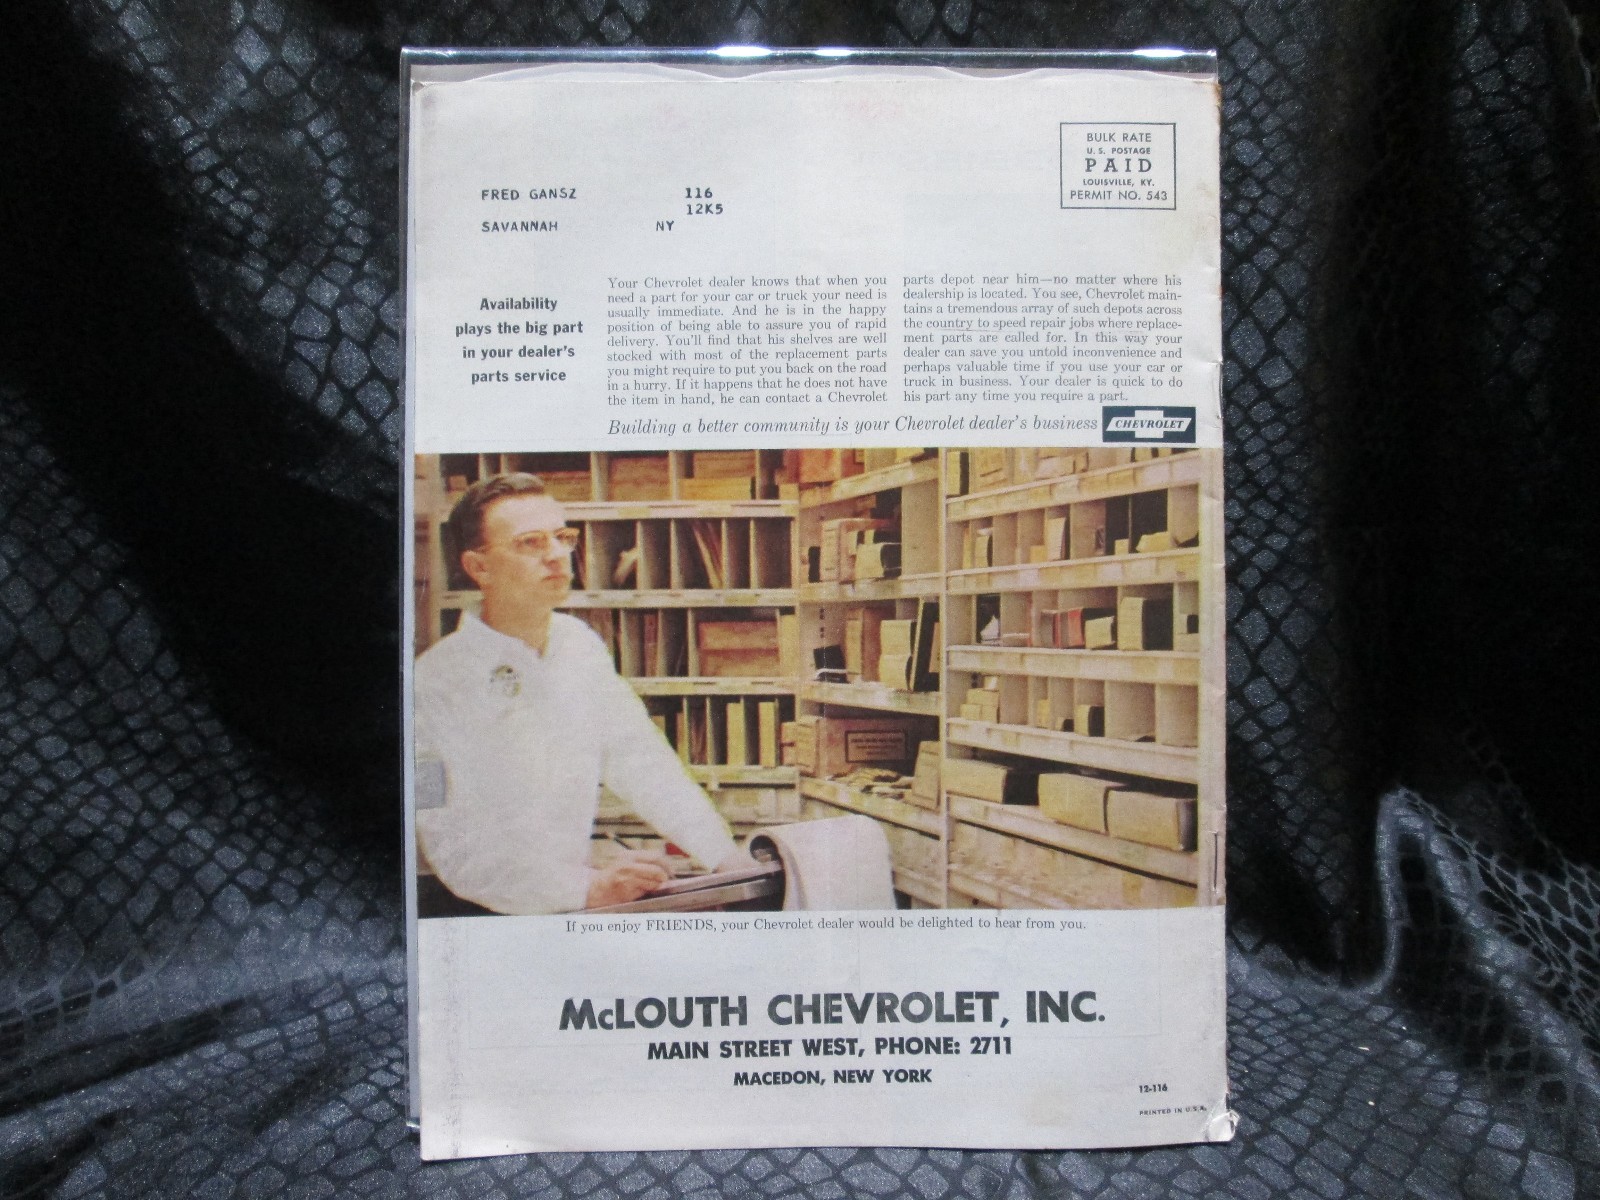 BULK RATE
U. S. POSTAGE
PAID
LOUISVILLE, KY.
PERMIT NO. 543
FRED GANSZ 116
12K5
SAVANNAH NY
Availability
plays the big part
in your dealer's
parts service
Your Chevrolet dealer knows that when you
need a part for your car or truck your need is
usually immediate. And he is in the happy
position of being able to assure you of rapid
delivery. You'll find that his shelves are well
stocked with most of the replacement parts
you might require to put you back on the road
in a hurry. If it happens that he does not have
the item in hand, he can contact a Chevrolet
parts depot near him—no matter where his
dealership is located. You see, Chevrolet main-
tains a tremendous array of such depots across
the country to speed repair jobs where replace-
ment parts are called for. In this way your
dealer can save you untold inconvenience and
perhaps valuable time if you use your car or
truck in business. Your dealer is quick to do
his part any time you require a part.
Building a better community is your Chevrolet dealer's business
CHEVROLET
If you enjoy FRIENDS, your Chevrolet dealer would be delighted to hear from you.
McLOUTH CHEVROLET, INC.
MAIN STREET WEST, PHONE: 2711
MACEDON, NEW YORK
12-116
PRINTED IN U.S.A.